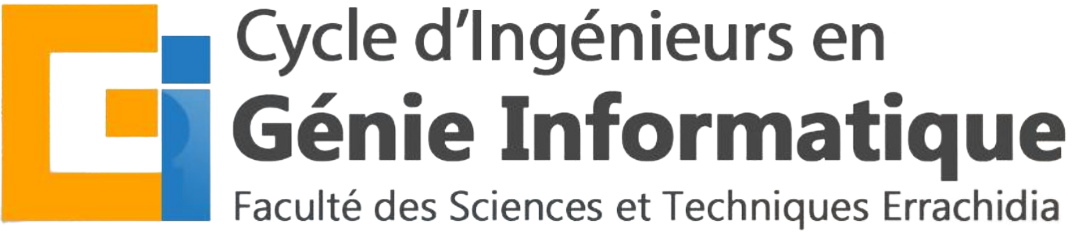 Cycle d'Ingénieurs en
Génie Informatique
Faculté des Sciences et Techniques Errachidia